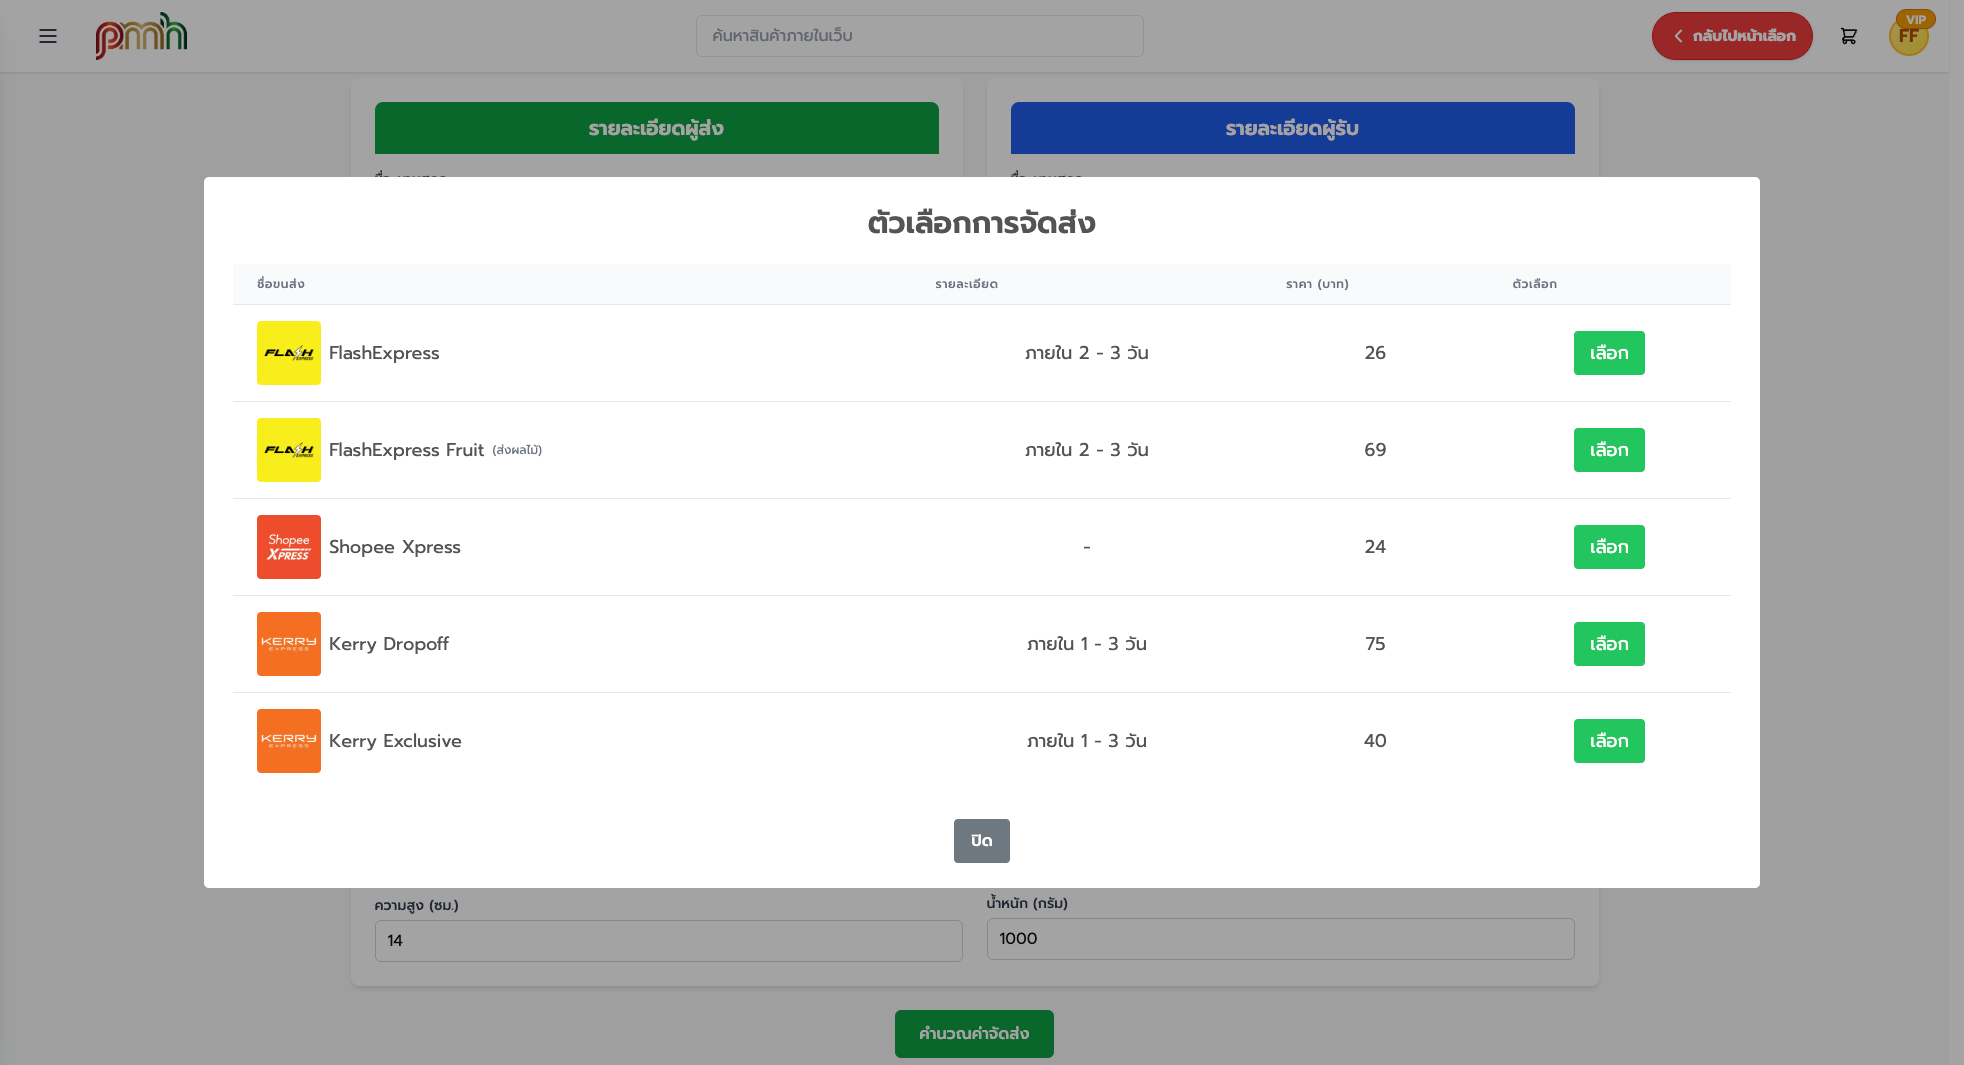 pmh
ค้นหาสินค้าภายในเว็บ
กลับไปหน้าเลือก
VIP
FF
รายละเอียดผู้ส่ง
รายละเอียดผู้รับ
ตัวเลือกการจัดส่ง
ชื่อขนส่ง รายละเอียด ราคา (บาท) ตัวเลือก
FLASH EXPRESS FlashExpress ภายใน 2 - 3 วัน 26 เลือก
FLASH EXPRESS FlashExpress Fruit (ส่งผลไม้) ภายใน 2 - 3 วัน 69 เลือก
Shopee XPRESS Shopee Xpress - 24 เลือก
KERRY EXPRESS Kerry Dropoff ภายใน 1 - 3 วัน 75 เลือก
KERRY EXPRESS Kerry Exclusive ภายใน 1 - 3 วัน 40 เลือก
ปิด
ความสูง (ซม.)
น้ำหนัก (กรัม)
14
1000
คำนวณค่าจัดส่ง